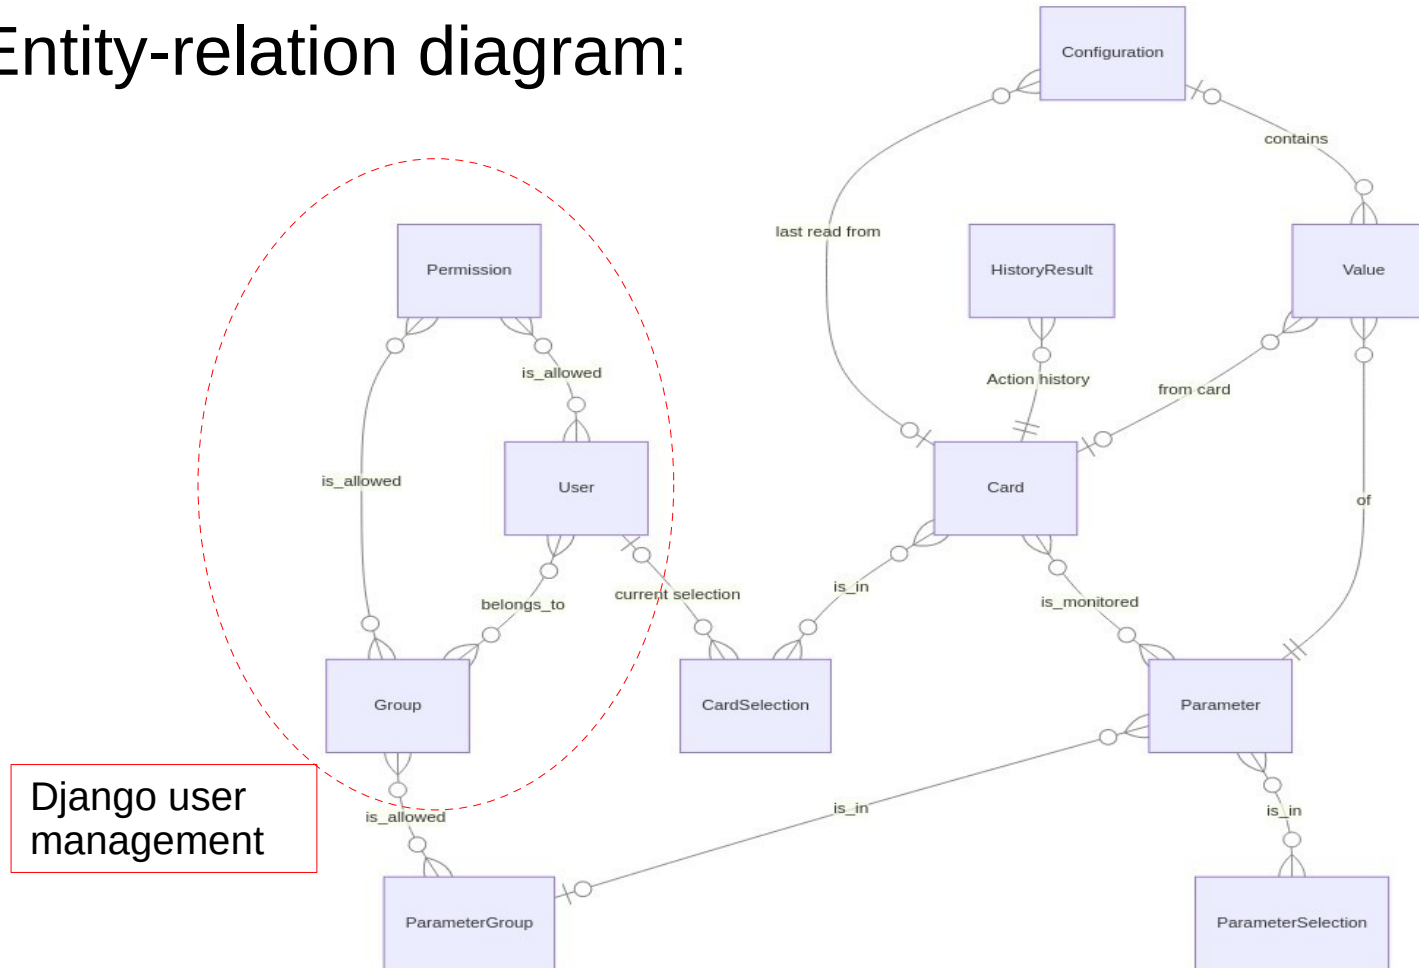 Entity-relation diagram:
Configuration
contains
last read from
Permission
HistoryResult
Value
is_allowed
Action history
from card
is_allowed
User
Card
of
current selection
is_in
is_monitored
belongs_to
Group
CardSelection
Parameter
Django user
management
is_allowed
is_in
is_in
ParameterGroup
ParameterSelection